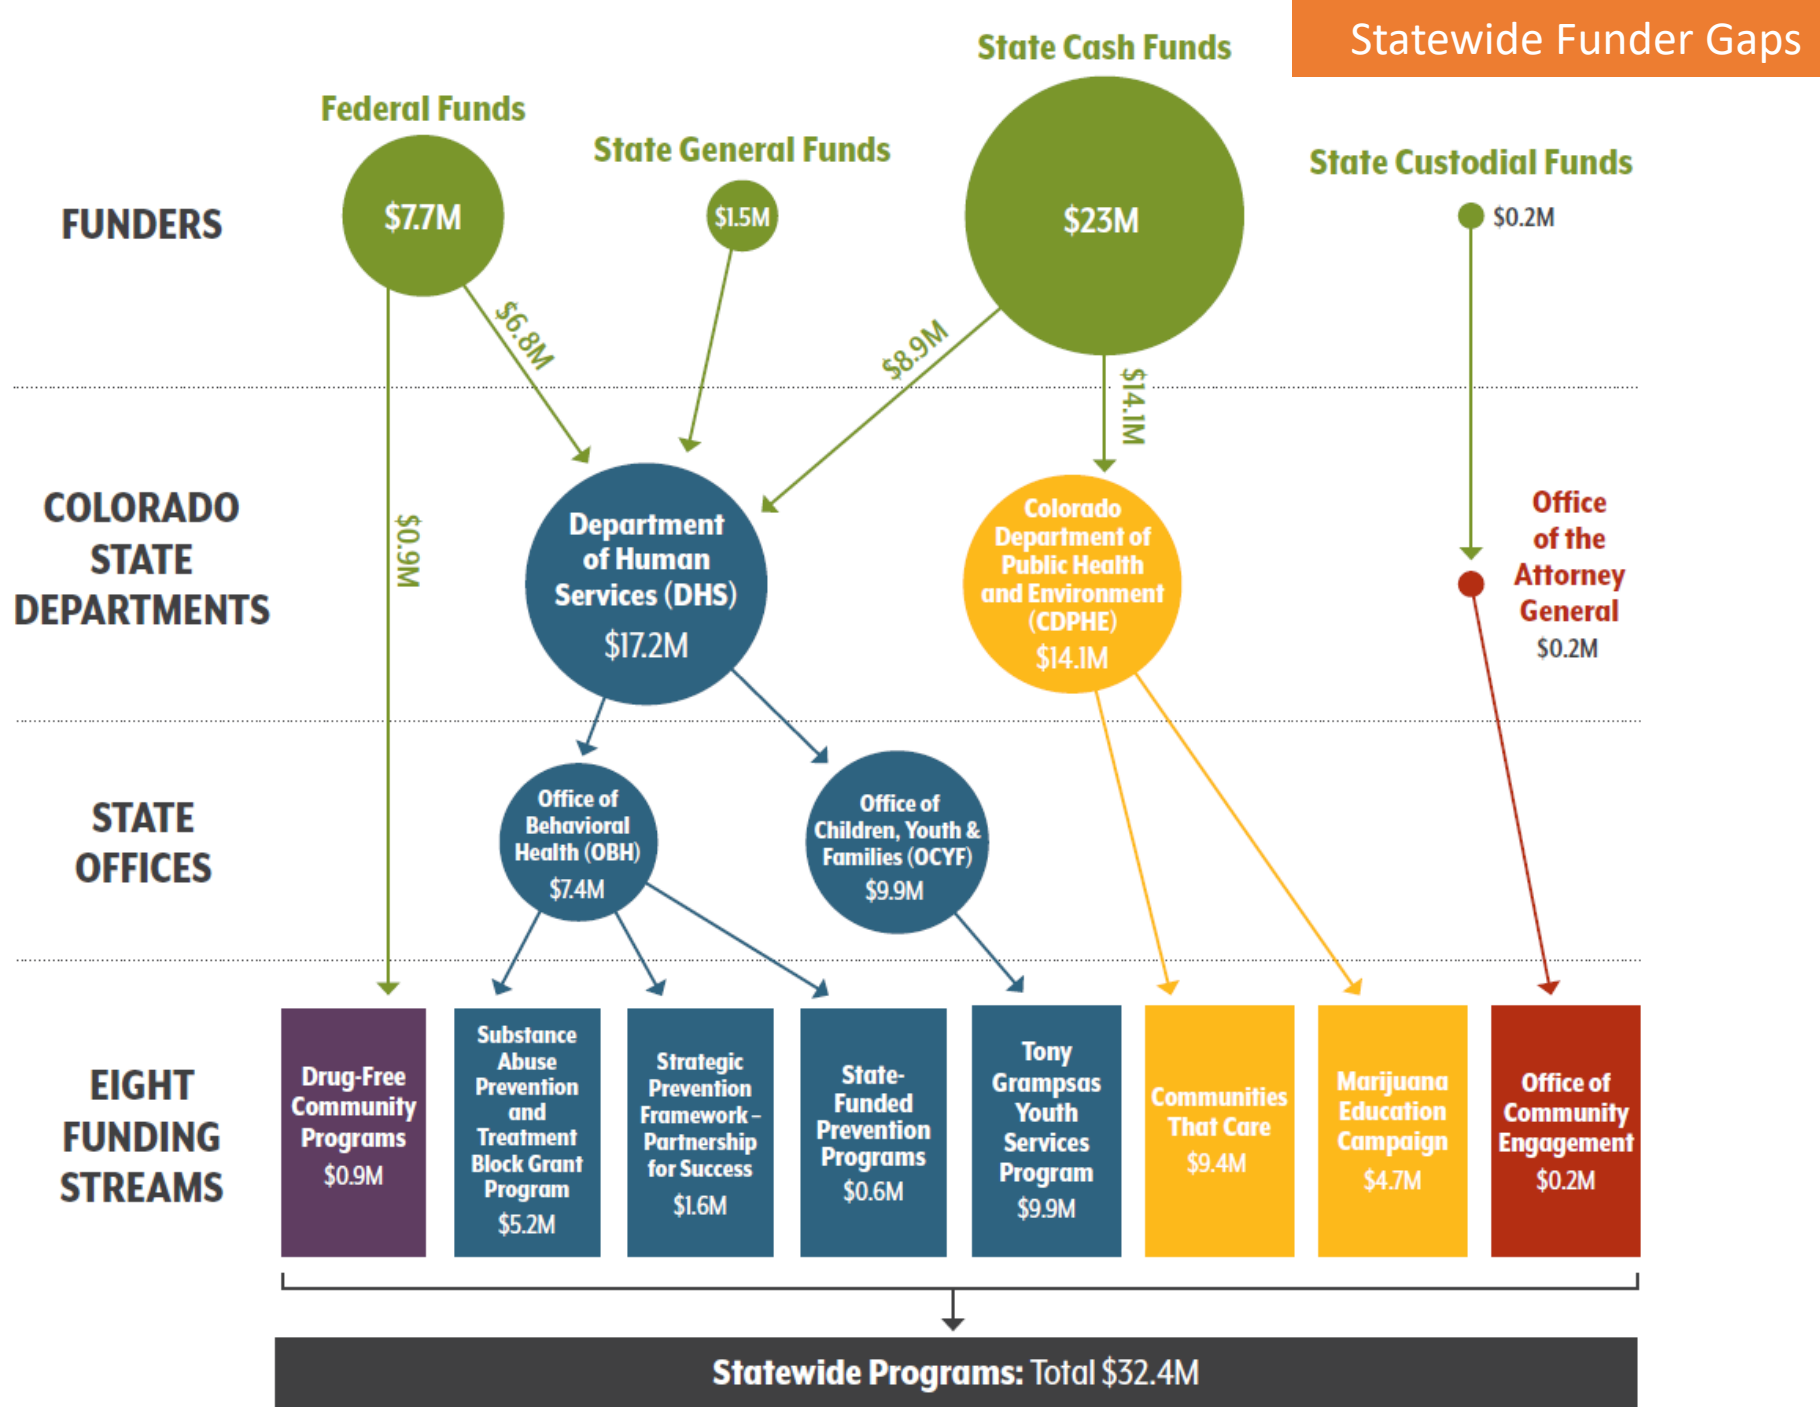 Statewide Funder Gaps
State Cash Funds
Federal Funds
State General Funds
State Custodial Funds
FUNDERS
$7.7M
$1.5M
$23M
$0.2M
$6.8M
$8.9M
$14.1M
COLORADO
STATE
DEPARTMENTS
$0.9M
Department
of Human
Services (DHS)
$17.2M
Colorado
Department of
Public Health
and Environment
(CDPHE)
$14.1M
Office
of the
Attorney
General
$0.2M
STATE
OFFICES
Office of
Behavioral
Health (OBH)
$7.4M
Office of
Children, Youth &
Families (OCYF)
$9.9M
EIGHT
FUNDING
STREAMS
Drug-Free
Community
Programs
$0.9M
Substance
Abuse
Prevention
and
Treatment
Block Grant
Program
$5.2M
Strategic
Prevention
Framework –
Partnership
for Success
$1.6M
State-
Funded
Prevention
Programs
$0.6M
Tony
Grampsas
Youth
Services
Program
$9.9M
Communities
That Care
$9.4M
Marijuana
Education
Campaign
$4.7M
Office of
Community
Engagement
$0.2M
Statewide Programs: Total $32.4M